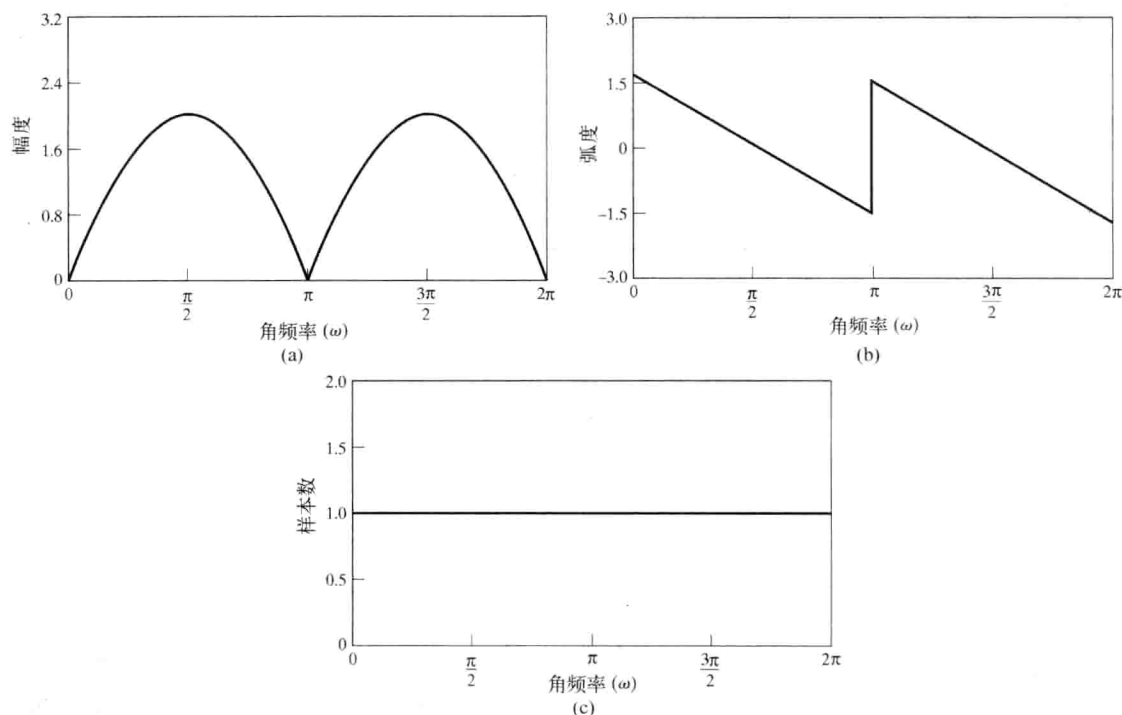 3.2
2.4
1.6
0.8
0
幅度
0
π/2
π
3π/2
2π
角频率 (ω)
(a)
3.0
1.5
0
-1.5
-3.0
弧度
0
π/2
π
3π/2
2π
角频率 (ω)
(b)
2.0
1.5
1.0
0.5
0
样本数
0
π/2
π
3π/2
2π
角频率 (ω)
(c)